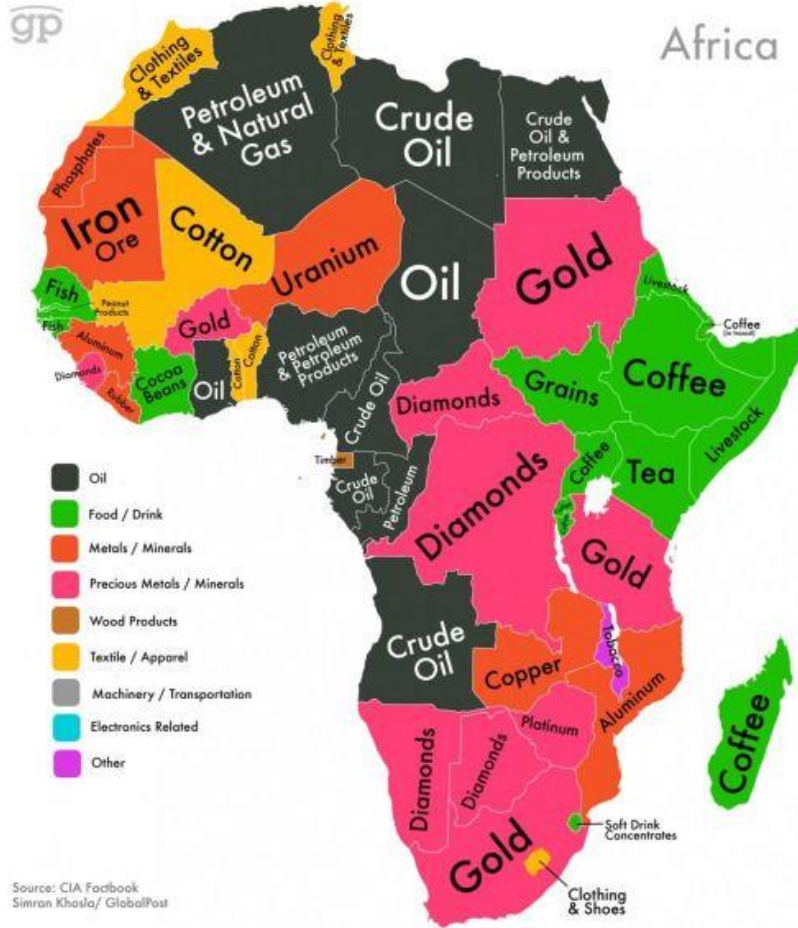 gp
Africa
Clothing
& Textiles
Clothing
& Textiles
Petroleum
& Natural
Gas
Crude
Oil
Crude
Oil &
Petroleum
Products
Phosphates
Iron
Ore
Cotton
Uranium
Oil
Gold
Livestock
Coffee
Fish
Peanut
Products
Fish
Aluminum
Diamonds
Rubber
Cocoa
Beans
Gold
Oil
Cotton
Cotton
Petroleum
& Petroleum
Products
Crude Oil
Diamonds
Grains
Coffee
Livestock
Timber
Crude
Oil
Petroleum
Diamonds
Coffee
Tea
Gold
Oil
Food / Drink
Metals / Minerals
Precious Metals / Minerals
Wood Products
Textile / Apparel
Machinery / Transportation
Electronics Related
Other
Crude
Oil
Copper
Tobacco
Aluminum
Diamonds
Diamonds
Platinum
Coffee
Gold
Soft Drink
Concentrates
Clothing
& Shoes
Source: CIA Factbook
Simran Khosla/ GlobalPost